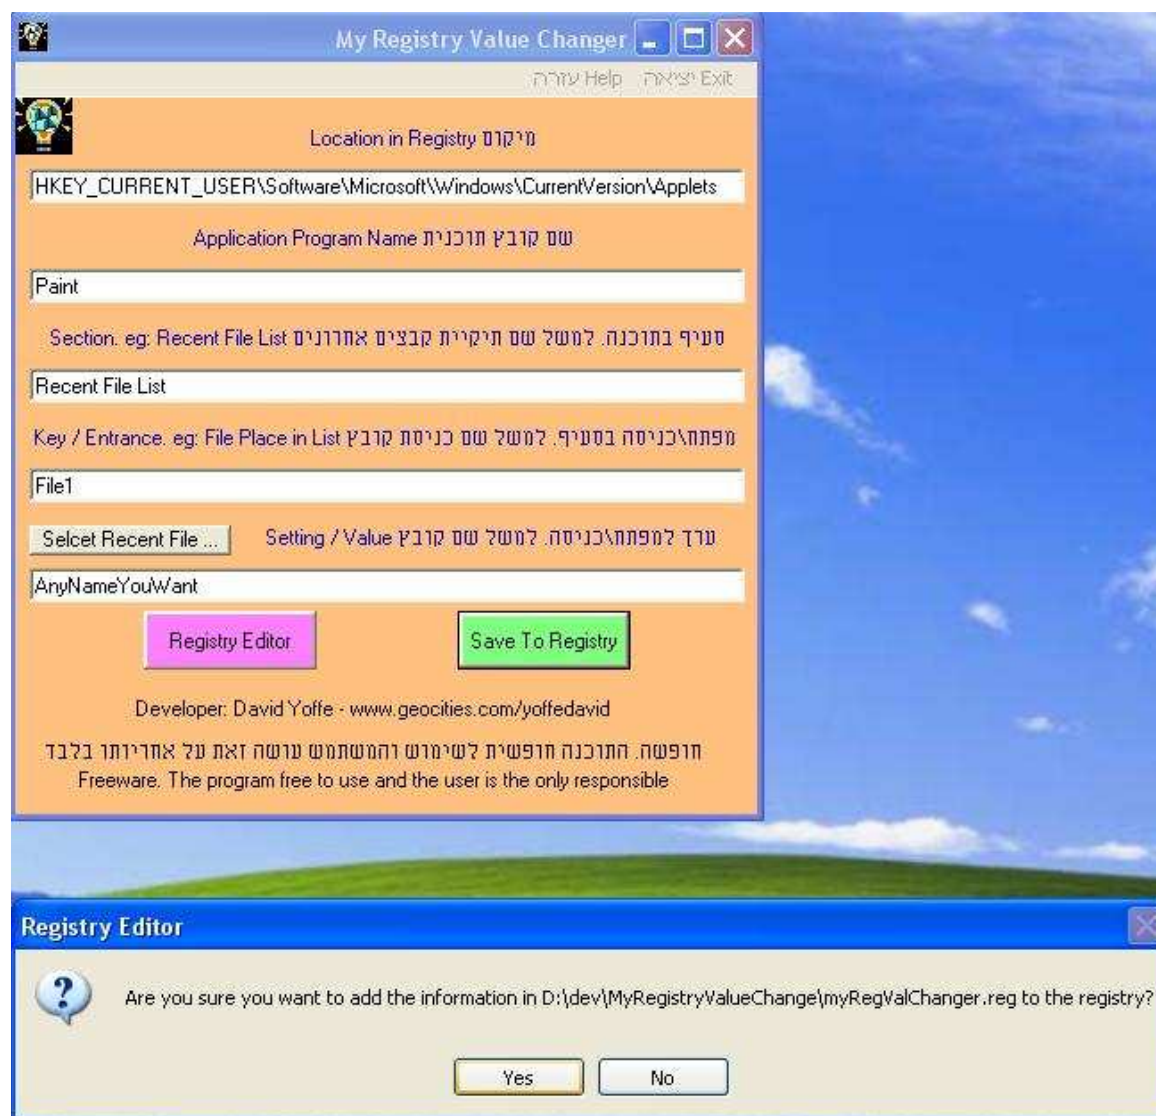 My Registry Value Changer
עזרה Help יציאה Exit
Location in Registry מיקום
HKEY_CURRENT_USER\Software\Microsoft\Windows\CurrentVersion\Applets
Application Program Name שם קובץ תוכנית
Paint
Section. eg: Recent File List סעיף בתוכנה. למשל שם תיקיית קבצים אחרונים
Recent File List
Key / Entrance. eg: File Place in List מפתח\כניסה בסעיף. למשל שם כניסת קובץ
File1
Selcet Recent File ... Setting / Value ערך למפתח\כניסה. למשל שם קובץ
AnyNameYouWant
Registry Editor Save To Registry
Developer: David Yoffe - www.geocities.com/yoffedavid
חופשה. התוכנה חופשית לשימוש והמשתמש עושה זאת על אחריותו בלבד
Freeware. The program free to use and the user is the only responsible
Registry Editor
Are you sure you want to add the information in D:\dev\MyRegistryValueChange\myRegValChanger.reg to the registry?
Yes No